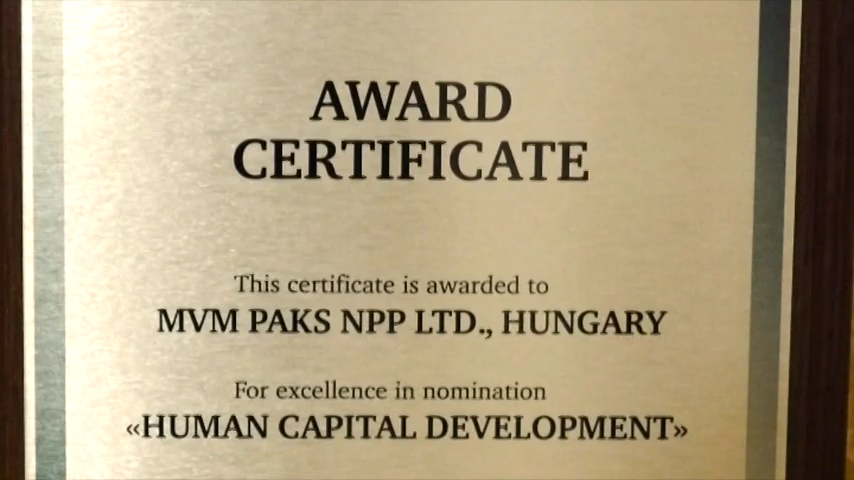 AWARD
CERTIFICATE
This certificate is awarded to
MVM PAKS NPP LTD., HUNGARY
For excellence in nomination
«HUMAN CAPITAL DEVELOPMENT»